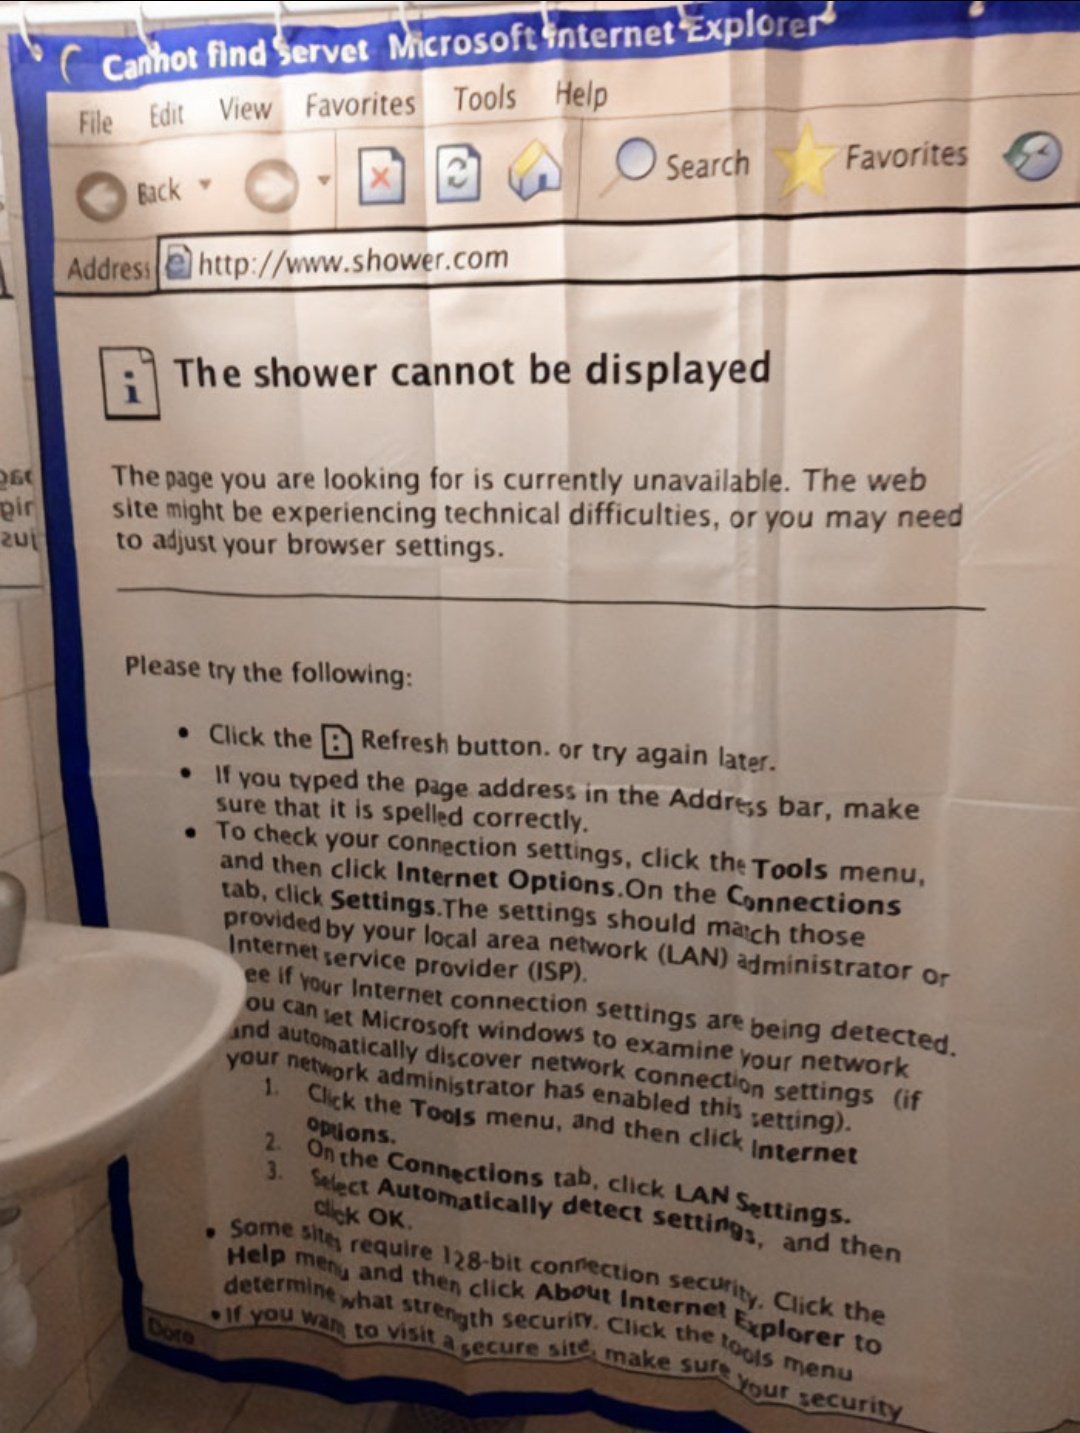 Cannot find servet Microsoft Internet Explorer
File Edit View Favorites Tools Help
Back Search Favorites
Address http://www.shower.com
The shower cannot be displayed
The page you are looking for is currently unavailable. The web
site might be experiencing technical difficulties, or you may need
to adjust your browser settings.
Please try the following:
• Click the Refresh button. or try again later.
• If you typed the page address in the Address bar, make
sure that it is spelled correctly.
• To check your connection settings, click the Tools menu,
and then click Internet Options.On the Connections
tab, click Settings.The settings should match those
provided by your local area network (LAN) administrator or
Internet service provider (ISP).
ee if your Internet connection settings are being detected.
ou can set Microsoft windows to examine your network
and automatically discover network connection settings (if
your network administrator has enabled this setting).
1. Click the Tools menu, and then click Internet
options.
2. On the Connections tab, click LAN Settings.
3. Select Automatically detect settings, and then
click OK.
• Some sites require 128-bit connection security. Click the
Help menu and then click About Internet Explorer to
determine what strength security. Click the tools menu
• If you want to visit a secure site, make sure your security
Dore